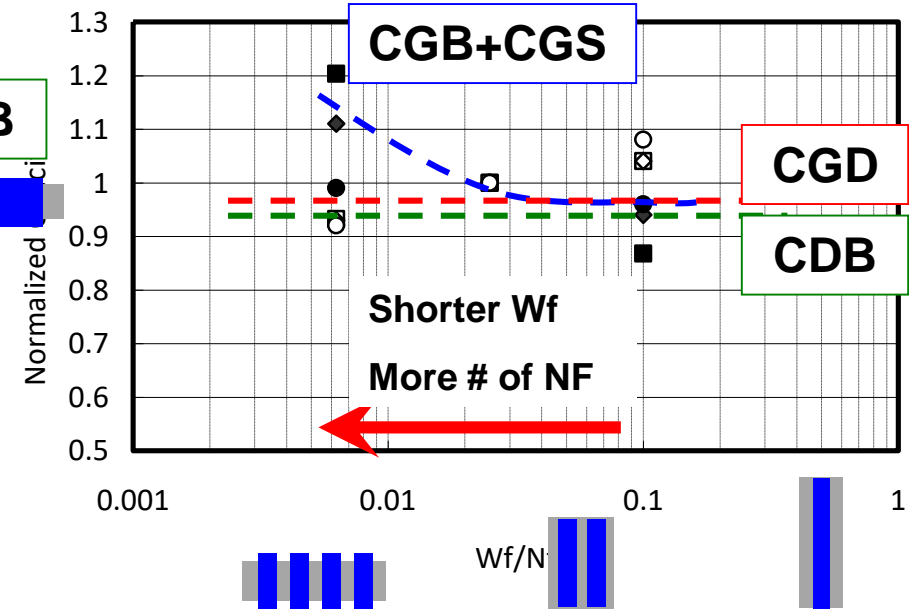 1.3
CGB+CGS
1.2
B
1.1
CGD
1
Normalized
0.9
CDB
0.8
Shorter Wf
0.7
More # of NF
0.6
0.5
0.001
0.01
0.1
1